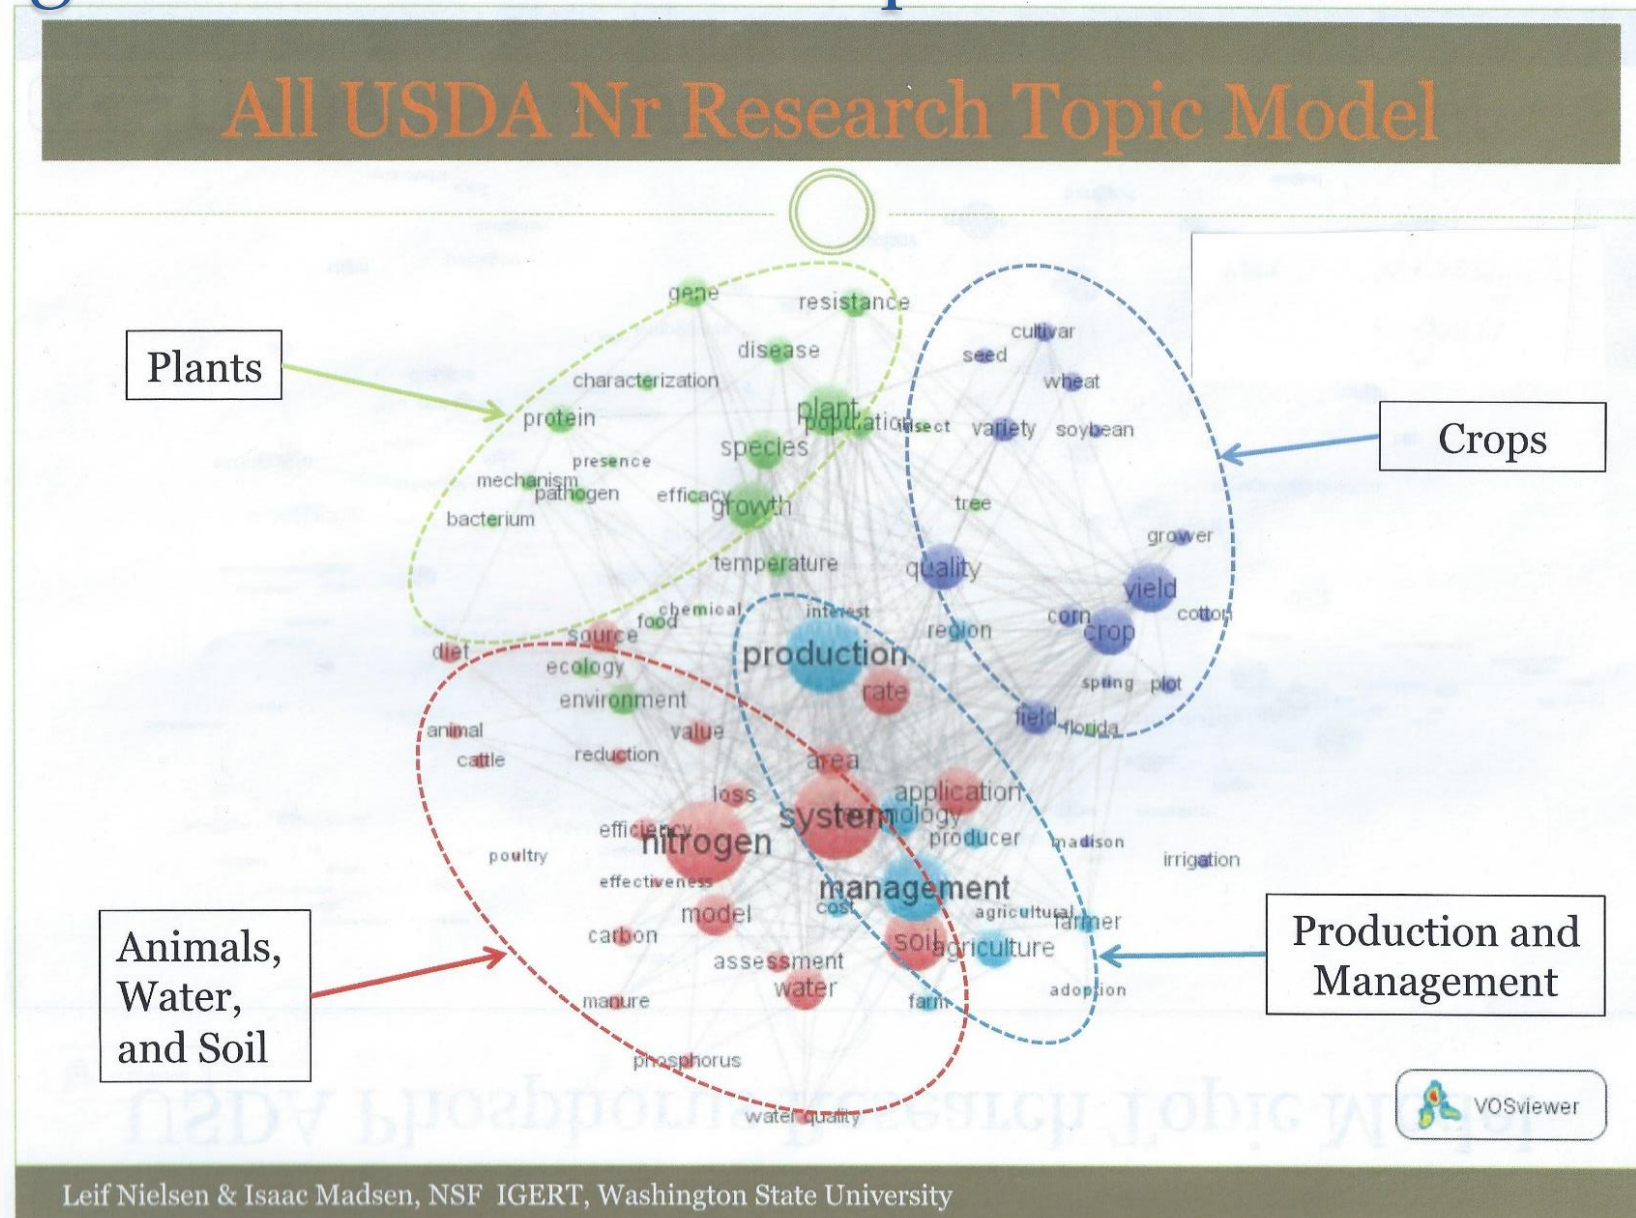 All USDA Nr Research Topic Model
gene
resistance
cultivar
disease
seed
Plants
characterization
wheat
plant
protein
population
insect
variety
soybean
species
Crops
presence
mechanism
pathogen
efficacy
growth
tree
bacterium
grower
temperature
quality
yield
chemical
interest
food
corn
cotton
source
region
crop
diet
production
ecology
rate
spring
plot
environment
field
florida
animal
value
reduction
cattle
area
loss
application
system
technology
efficiency
nitrogen
producer
madison
poultry
irrigation
effectiveness
management
model
cost
agricultural
farmer
carbon
soil
agriculture
Animals,
Water,
and Soil
Production and
Management
assessment
water
adoption
manure
farm
phosphorus
water quality
VOSviewer
USDA Phosphorus Research Topic Model
Leif Nielsen & Isaac Madsen, NSF IGERT, Washington State University